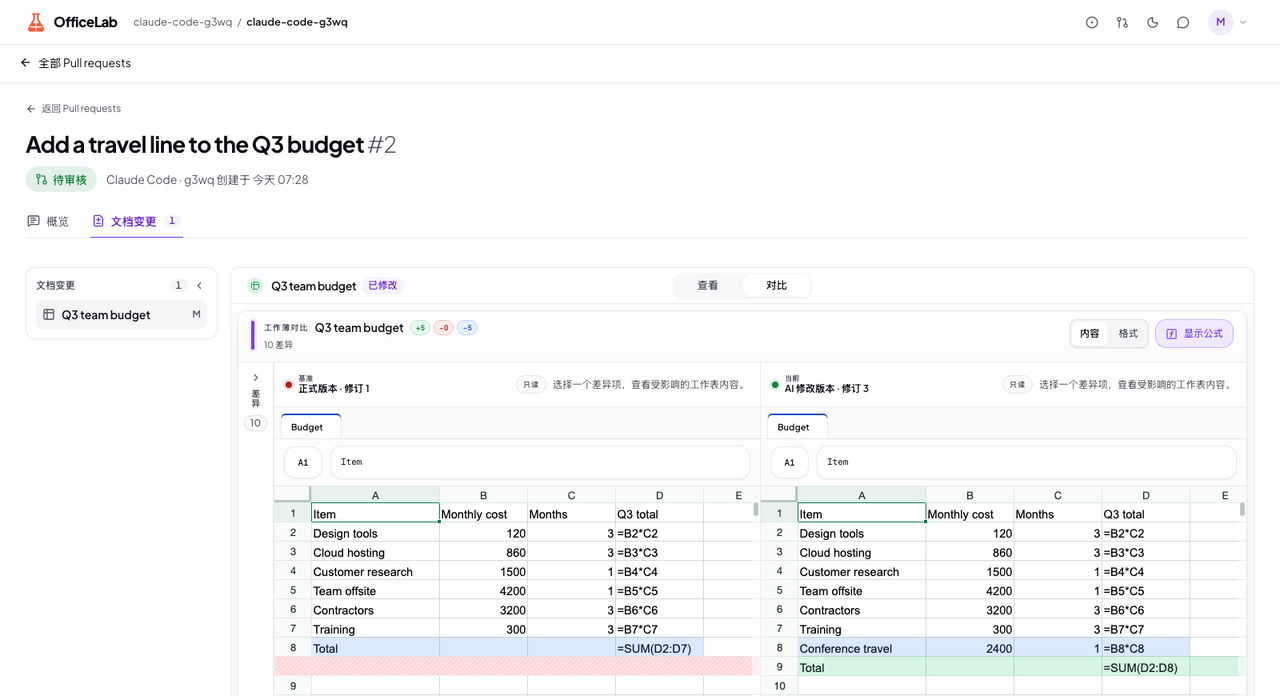 OfficeLab claude-code-g3wq / claude-code-g3wq M
全部 Pull requests
返回 Pull requests
Add a travel line to the Q3 budget #2
待审核 Claude Code · g3wq 创建于 今天 07:28
概览 文档变更 1
文档变更 1
Q3 team budget M
Q3 team budget 已修改 查看 对比
工作簿对比 Q3 team budget +5 −0 ~5
10 差异
内容 格式 显示公式
差异
10
基准
正式版本 · 修订 1
只读 选择一个差异项，查看受影响的工作表内容。
Budget
A1 Item
A B C D E
1 Item Monthly cost Months Q3 total
2 Design tools 120 3 =B2*C2
3 Cloud hosting 860 3 =B3*C3
4 Customer research 1500 1 =B4*C4
5 Team offsite 4200 1 =B5*C5
6 Contractors 3200 3 =B6*C6
7 Training 300 3 =B7*C7
8 Total =SUM(D2:D7)
9
当前
AI 修改版本 · 修订 3
只读 选择一个差异项，查看受影响的工作表内容。
Budget
A1 Item
A B C D E
1 Item Monthly cost Months Q3 total
2 Design tools 120 3 =B2*C2
3 Cloud hosting 860 3 =B3*C3
4 Customer research 1500 1 =B4*C4
5 Team offsite 4200 1 =B5*C5
6 Contractors 3200 3 =B6*C6
7 Training 300 3 =B7*C7
8 Conference travel 2400 1 =B8*C8
9 Total =SUM(D2:D8)
10